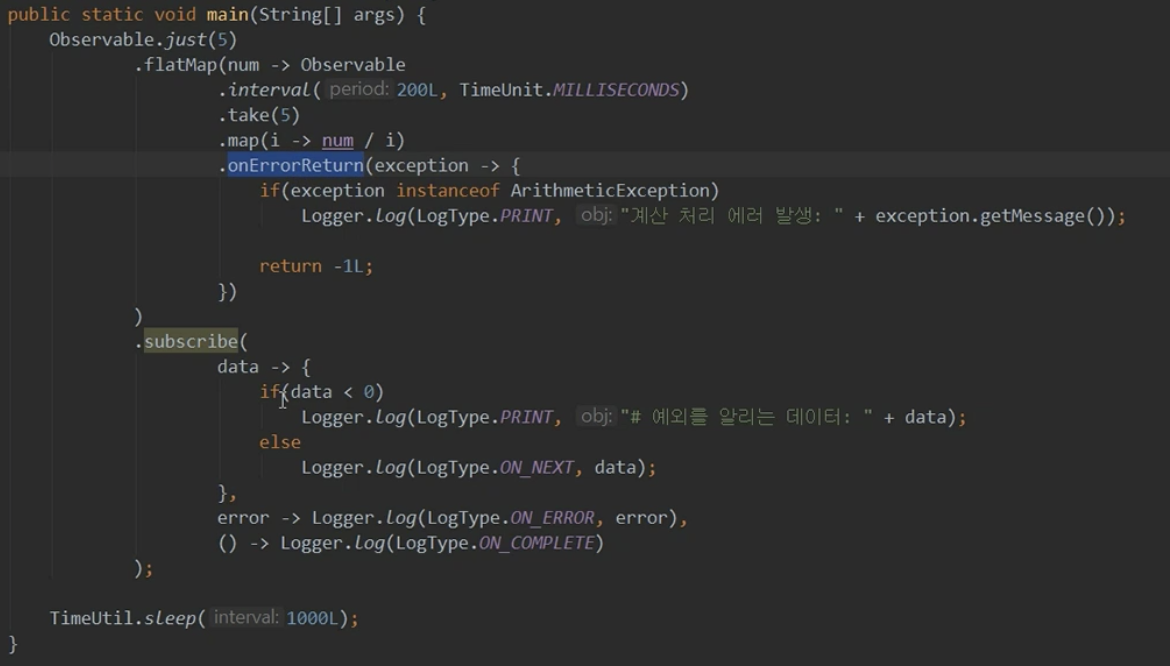 public static void main(String[] args) {
Observable.just(5)
.flatMap(num -> Observable
.interval( period: 200L, TimeUnit.MILLISECONDS)
.take(5)
.map(i -> num / i)
.onErrorReturn(exception -> {
if(exception instanceof ArithmeticException)
Logger.log(LogType.PRINT, obj: "계산 처리 에러 발생: " + exception.getMessage());
return -1L;
})
)
.subscribe(
data -> {
if(data < 0)
Logger.log(LogType.PRINT, obj: "# 예외를 알리는 데이터: " + data);
else
Logger.log(LogType.ON_NEXT, data);
},
error -> Logger.log(LogType.ON_ERROR, error),
() -> Logger.log(LogType.ON_COMPLETE)
);
TimeUtil.sleep( interval: 1000L);
}